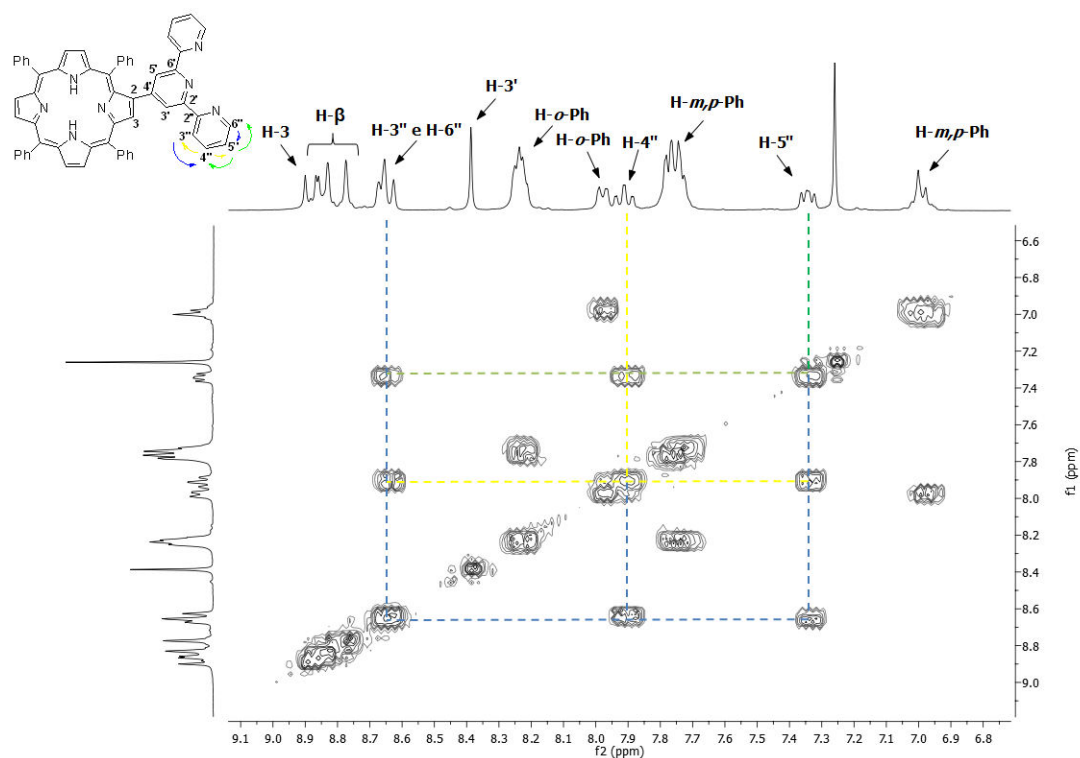 N
6'
Ph
Ph
5'
N
4'
2'
2
NH
N
2''
N
6''
N
N
3'
3
3''
5''
HN
4''
Ph
Ph
H-3
H-β
H-3'' e H-6''
H-3'
H-o-Ph
H-o-Ph
H-4''
H-m,p-Ph
H-5''
H-m,p-Ph
6.6
6.8
7.0
7.2
7.4
7.6
7.8
8.0
8.2
8.4
8.6
8.8
9.0
f1 (ppm)
9.1 9.0 8.9 8.8 8.7 8.6 8.5 8.4 8.3 8.2 8.1 8.0 7.9 7.8 7.7 7.6 7.5 7.4 7.3 7.2 7.1 7.0 6.9 6.8
f2 (ppm)